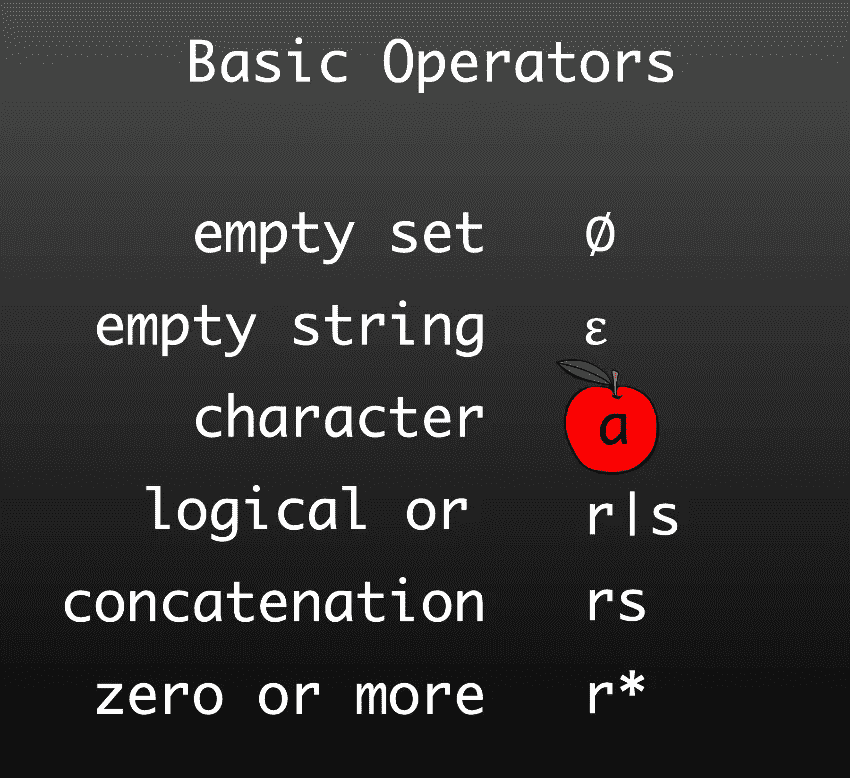 Basic Operators
empty set ∅
empty string ε
character a
logical or r|s
concatenation rs
zero or more r*